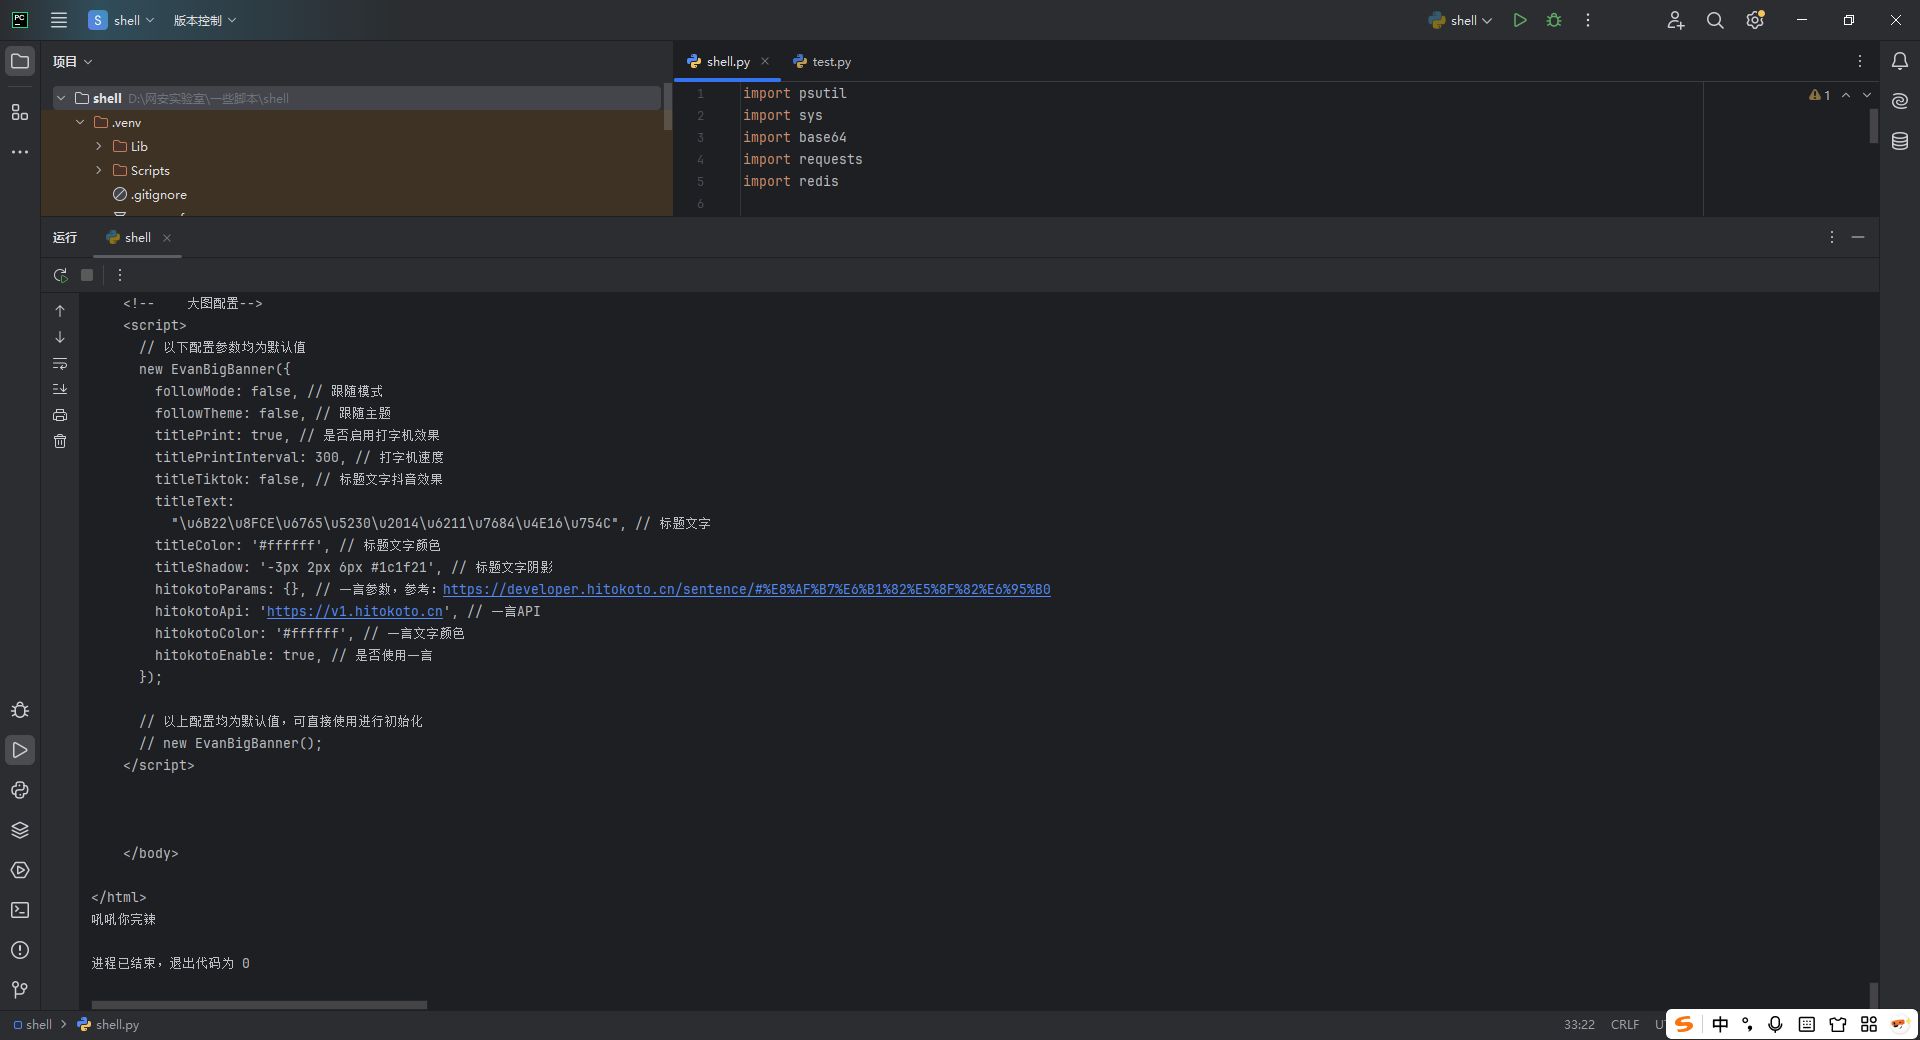 PC
S shell 版本控制
shell
项目
shell.py
test.py
shell D:\网安实验室\一些脚本\shell
.venv
Lib
Scripts
.gitignore
1 import psutil
2 import sys
3 import base64
4 import requests
5 import redis
6
1
运行 shell
<!--    大图配置-->
<script>
// 以下配置参数均为默认值
new EvanBigBanner({
followMode: false, // 跟随模式
followTheme: false, // 跟随主题
titlePrint: true, // 是否启用打字机效果
titlePrintInterval: 300, // 打字机速度
titleTiktok: false, // 标题文字抖音效果
titleText:
"\u6B22\u8FCE\u6765\u5230\u2014\u6211\u7684\u4E16\u754C", // 标题文字
titleColor: '#ffffff', // 标题文字颜色
titleShadow: '-3px 2px 6px #1c1f21', // 标题文字阴影
hitokotoParams: {}, // 一言参数，参考：https://developer.hitokoto.cn/sentence/#%E8%AF%B7%E6%B1%82%E5%8F%82%E6%95%B0
hitokotoApi: 'https://v1.hitokoto.cn', // 一言API
hitokotoColor: '#ffffff', // 一言文字颜色
hitokotoEnable: true, // 是否使用一言
});
// 以上配置均为默认值，可直接使用进行初始化
// new EvanBigBanner();
</script>
</body>
</html>
吼吼你完辣
进程已结束，退出代码为 0
shell
shell.py
33:22 CRLF
中